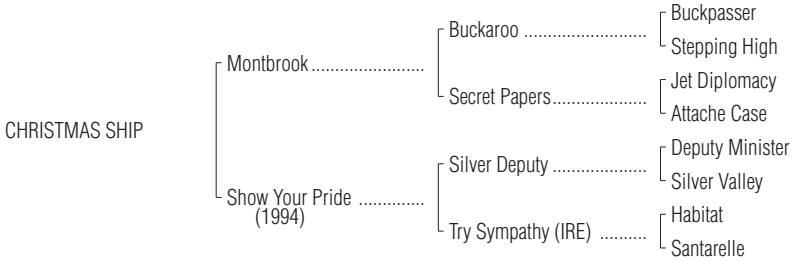 Buckpasser
Buckaroo .........................
Stepping High
Montbrook .......................
Jet Diplomacy
Secret Papers...................
Attache Case
CHRISTMAS SHIP
Deputy Minister
Silver Deputy ...................
Silver Valley
Show Your Pride ..............
(1994)
Habitat
Try Sympathy (IRE) ..........
Santarelle